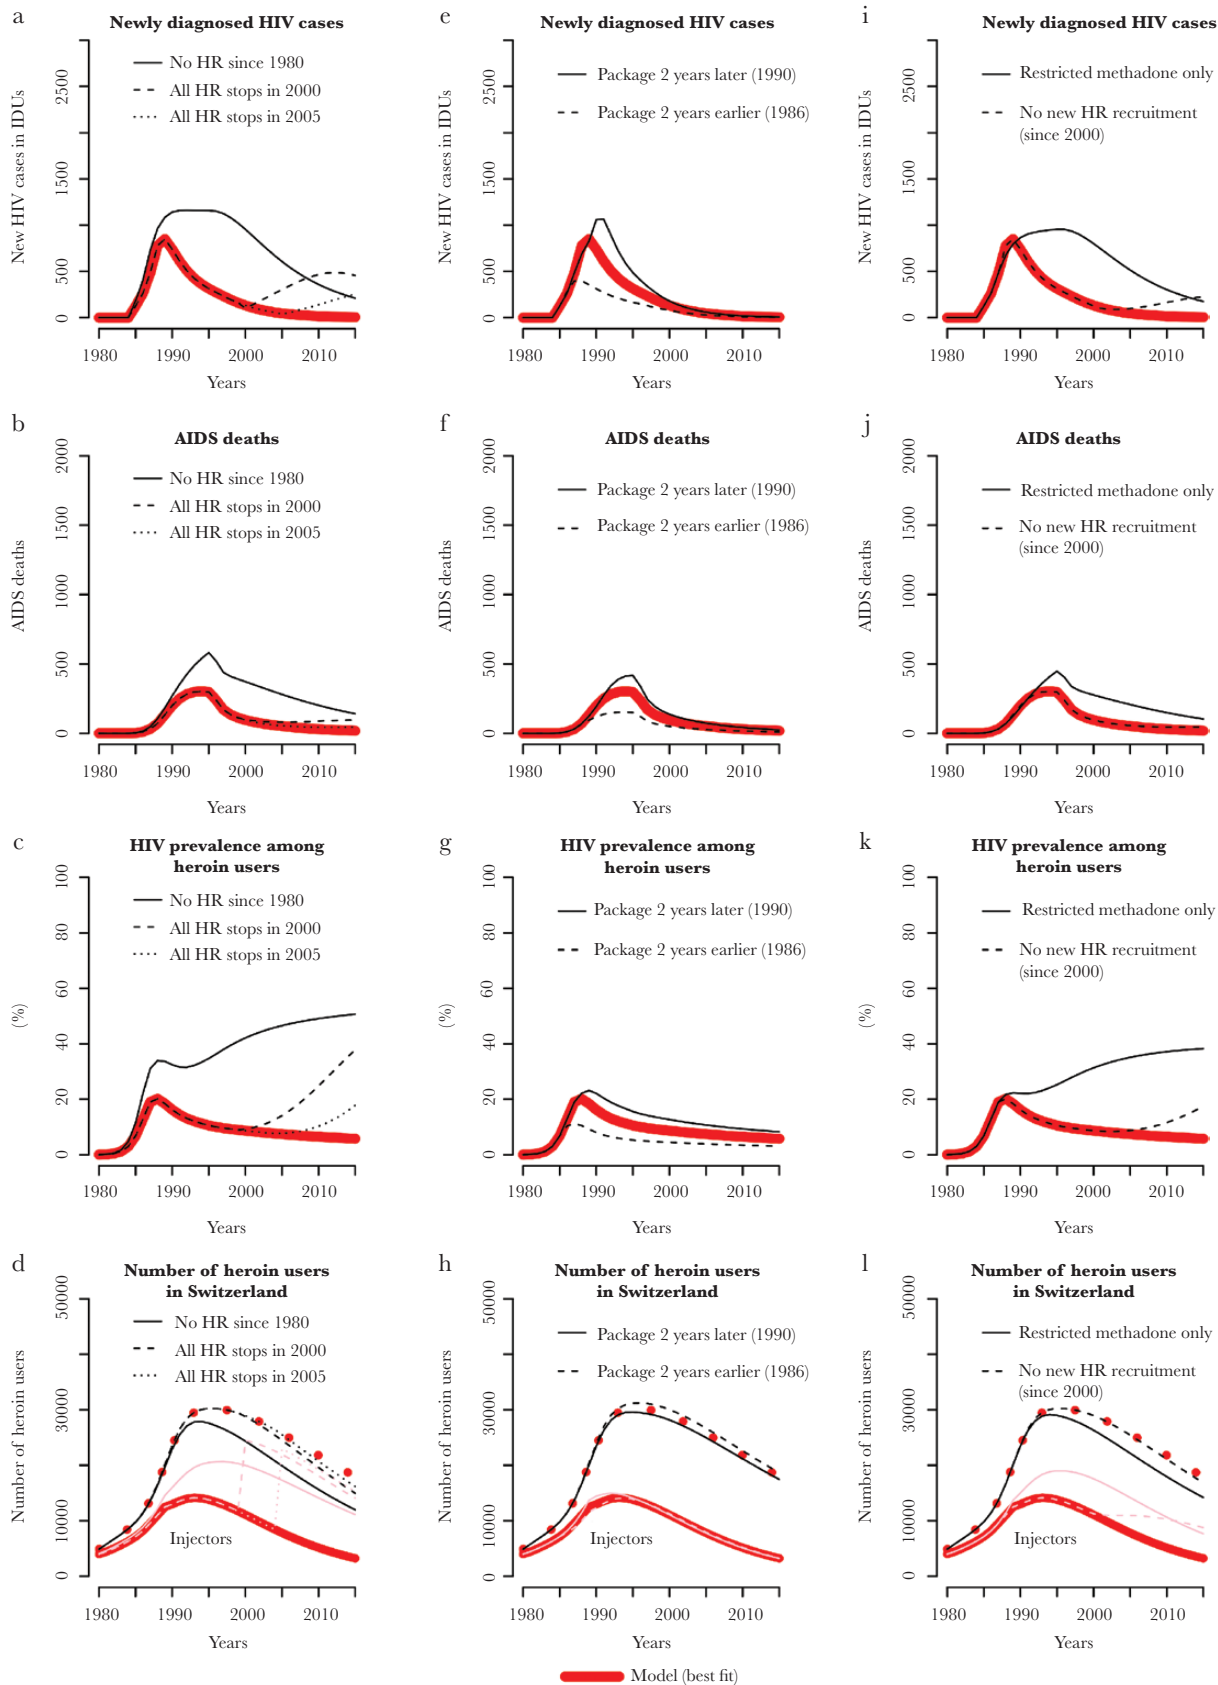 a
Newly diagnosed HIV cases
New HIV cases in IDUs
2500
1500
500
0
No HR since 1980
All HR stops in 2000
All HR stops in 2005
1980 1990 2000 2010
Years
e
Newly diagnosed HIV cases
New HIV cases in IDUs
2500
1500
500
0
Package 2 years later (1990)
Package 2 years earlier (1986)
1980 1990 2000 2010
Years
i
Newly diagnosed HIV cases
New HIV cases in IDUs
2500
1500
500
0
Restricted methadone only
No new HR recruitment
(since 2000)
1980 1990 2000 2010
Years
b
AIDS deaths
AIDS deaths
2000
1500
1000
500
0
No HR since 1980
All HR stops in 2000
All HR stops in 2005
1980 1990 2000 2010
Years
f
AIDS deaths
AIDS deaths
2000
1500
1000
500
0
Package 2 years later (1990)
Package 2 years earlier (1986)
1980 1990 2000 2010
Years
j
AIDS deaths
AIDS deaths
2000
1500
1000
500
0
Restricted methadone only
No new HR recruitment
(since 2000)
1980 1990 2000 2010
Years
c
HIV prevalence among
heroin users
(%)
100
80
60
40
20
0
No HR since 1980
All HR stops in 2000
All HR stops in 2005
1980 1990 2000 2010
Years
g
HIV prevalence among
heroin users
(%)
100
80
60
40
20
0
Package 2 years later (1990)
Package 2 years earlier (1986)
1980 1990 2000 2010
Years
k
HIV prevalence among
heroin users
(%)
100
80
60
40
20
0
Restricted methadone only
No new HR recruitment
(since 2000)
1980 1990 2000 2010
Years
d
Number of heroin users
in Switzerland
Number of heroin users
50000
30000
10000
0
No HR since 1980
All HR stops in 2000
All HR stops in 2005
Injectors
1980 1990 2000 2010
Years
h
Number of heroin users
in Switzerland
Number of heroin users
50000
30000
10000
0
Package 2 years later (1990)
Package 2 years earlier (1986)
Injectors
1980 1990 2000 2010
Years
l
Number of heroin users
in Switzerland
Number of heroin users
50000
30000
10000
0
Restricted methadone only
No new HR recruitment
(since 2000)
Injectors
1980 1990 2000 2010
Years
Model (best fit)